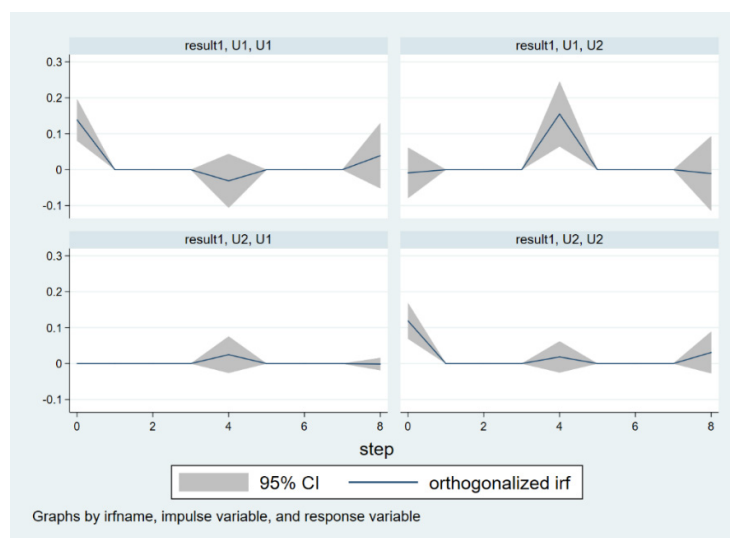 result1, U1, U1
result1, U1, U2
0.3
0.2
0.1
0
-0.1
result1, U2, U1
result1, U2, U2
0.3
0.2
0.1
0
-0.1
0 2 4 6 8 0 2 4 6 8
step
95% CI orthogonalized irf
Graphs by irfname, impulse variable, and response variable